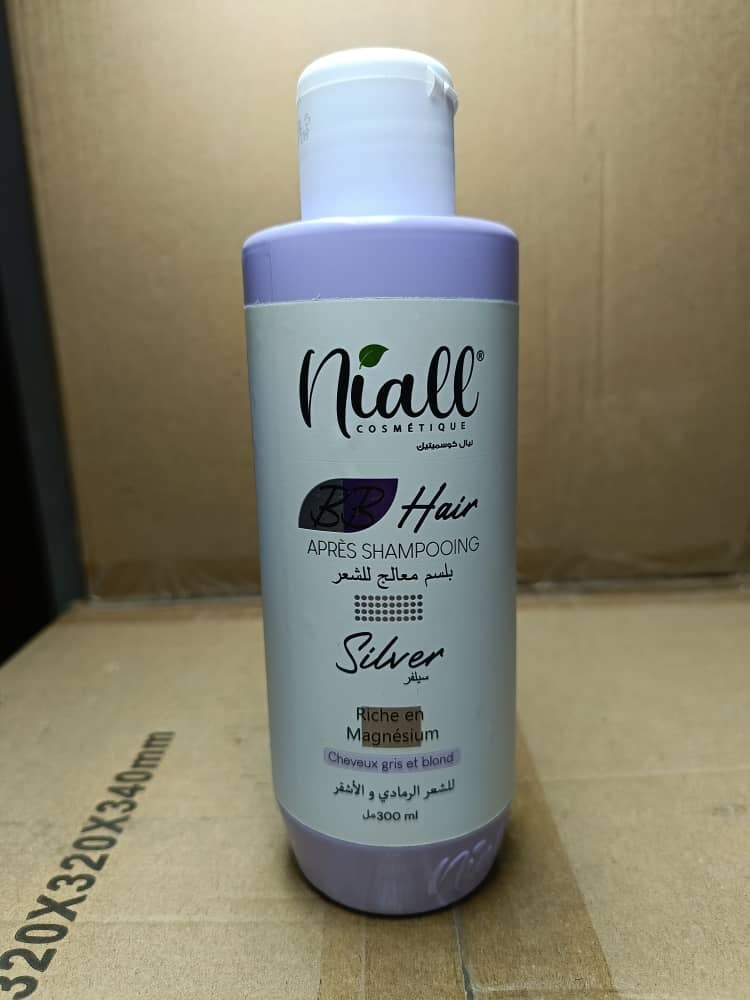 Niall®
COSMÉTIQUE
نيال كوسميتيك
BB Hair
APRÈS SHAMPOOING
بلسم معالج للشعر
Silver
سيلفر
Riche en
Magnésium
Cheveux gris et blond
للشعر الرمادي و الأشقر
300 ml مل
320X320X340mm